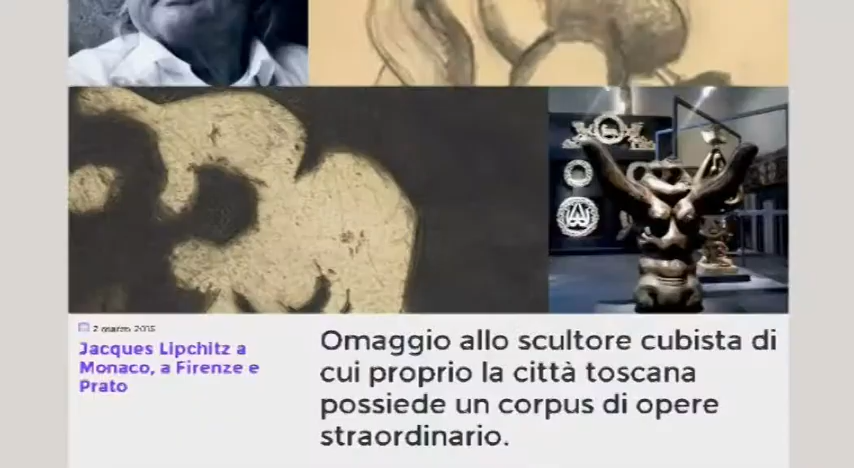 2 marzo 2015
Jacques Lipchitz a
Monaco, a Firenze e
Prato
Omaggio allo scultore cubista di
cui proprio la città toscana
possiede un corpus di opere
straordinario.